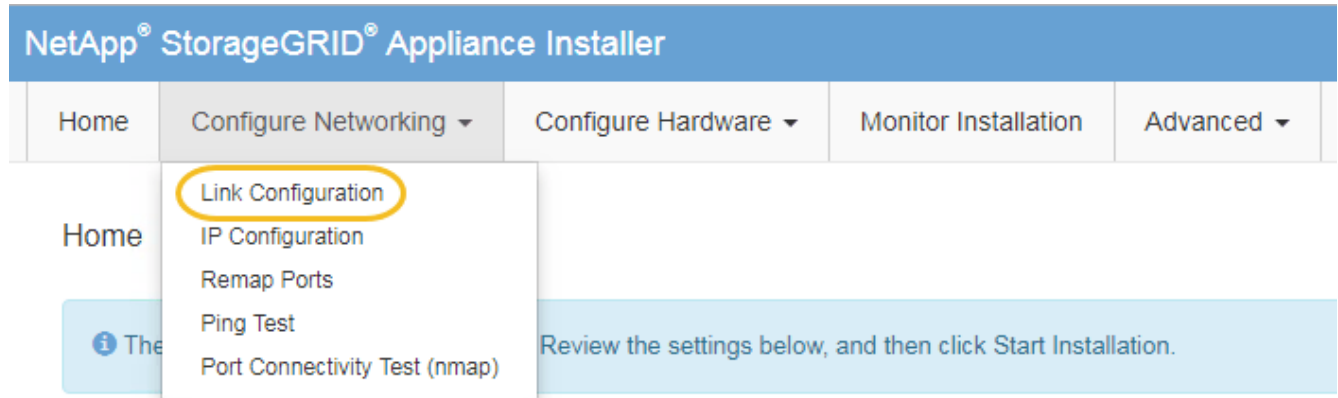 NetApp® StorageGRID® Appliance Installer
Home Configure Networking Configure Hardware Monitor Installation Advanced
Link Configuration
Home
IP Configuration
Remap Ports
Ping Test
The Review the settings below, and then click Start Installation.
Port Connectivity Test (nmap)